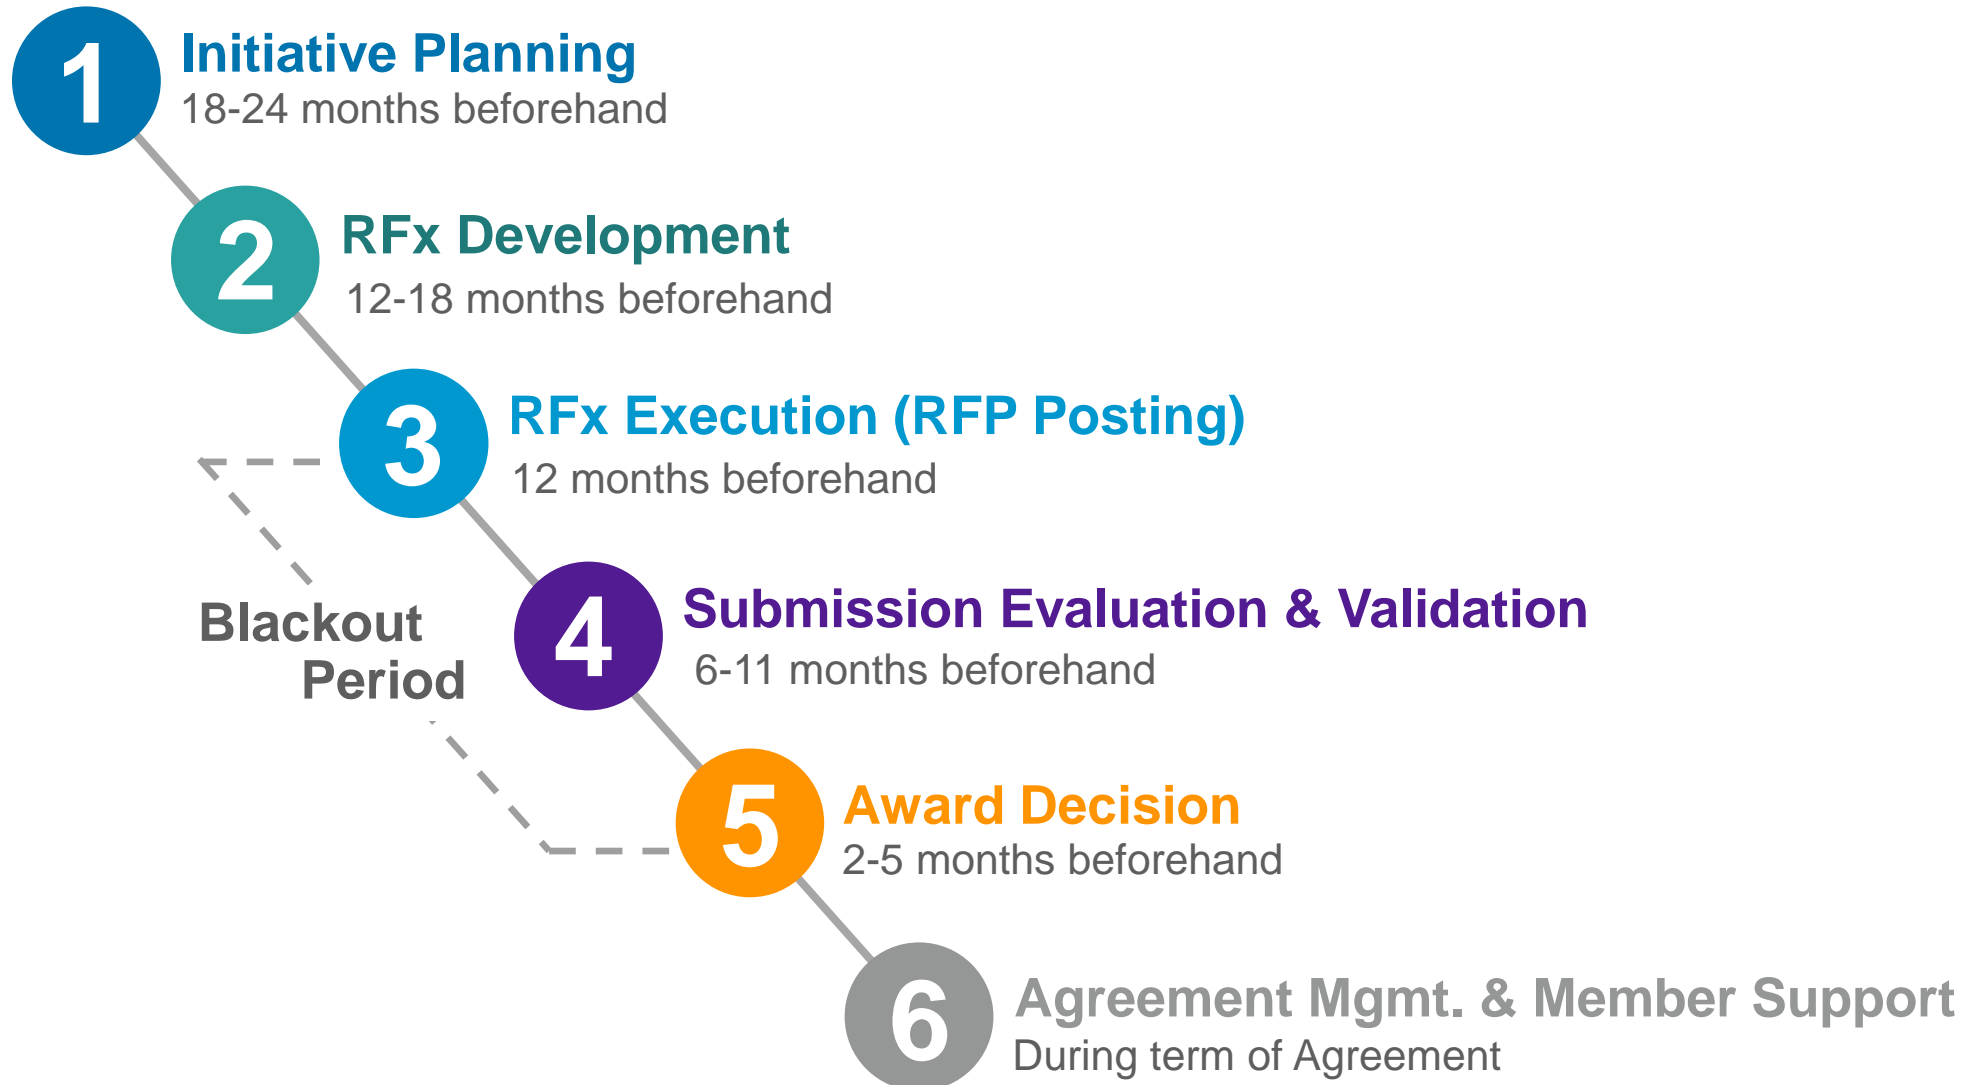 1
Initiative Planning
18-24 months beforehand
2
RFx Development
12-18 months beforehand
3
RFx Execution (RFP Posting)
12 months beforehand
Blackout
Period
4
Submission Evaluation & Validation
6-11 months beforehand
5
Award Decision
2-5 months beforehand
6
Agreement Mgmt. & Member Support
During term of Agreement